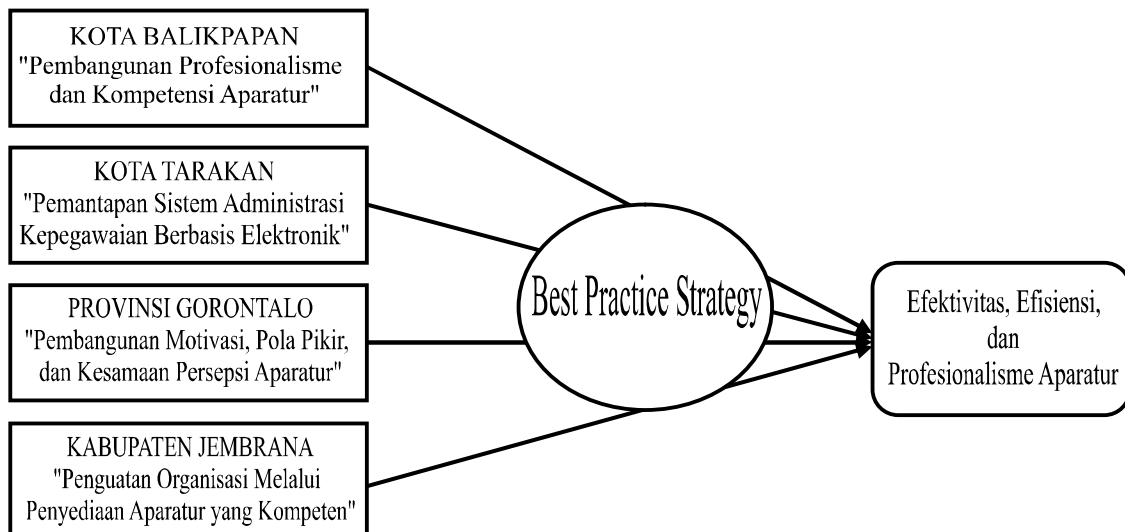 KOTA BALIKPAPAN
"Pembangunan Profesionalisme
dan Kompetensi Aparatur"
KOTA TARAKAN
"Pemantapan Sistem Administrasi
Kepegawaian Berbasis Elektronik"
PROVINSI GORONTALO
"Pembangunan Motivasi, Pola Pikir,
dan Kesamaan Persepsi Aparatur"
KABUPATEN JEMBRANA
"Penguatan Organisasi Melalui
Penyediaan Aparatur yang Kompeten"
Best Practice Strategy
Efektivitas, Efisiensi,
dan
Profesionalisme Aparatur